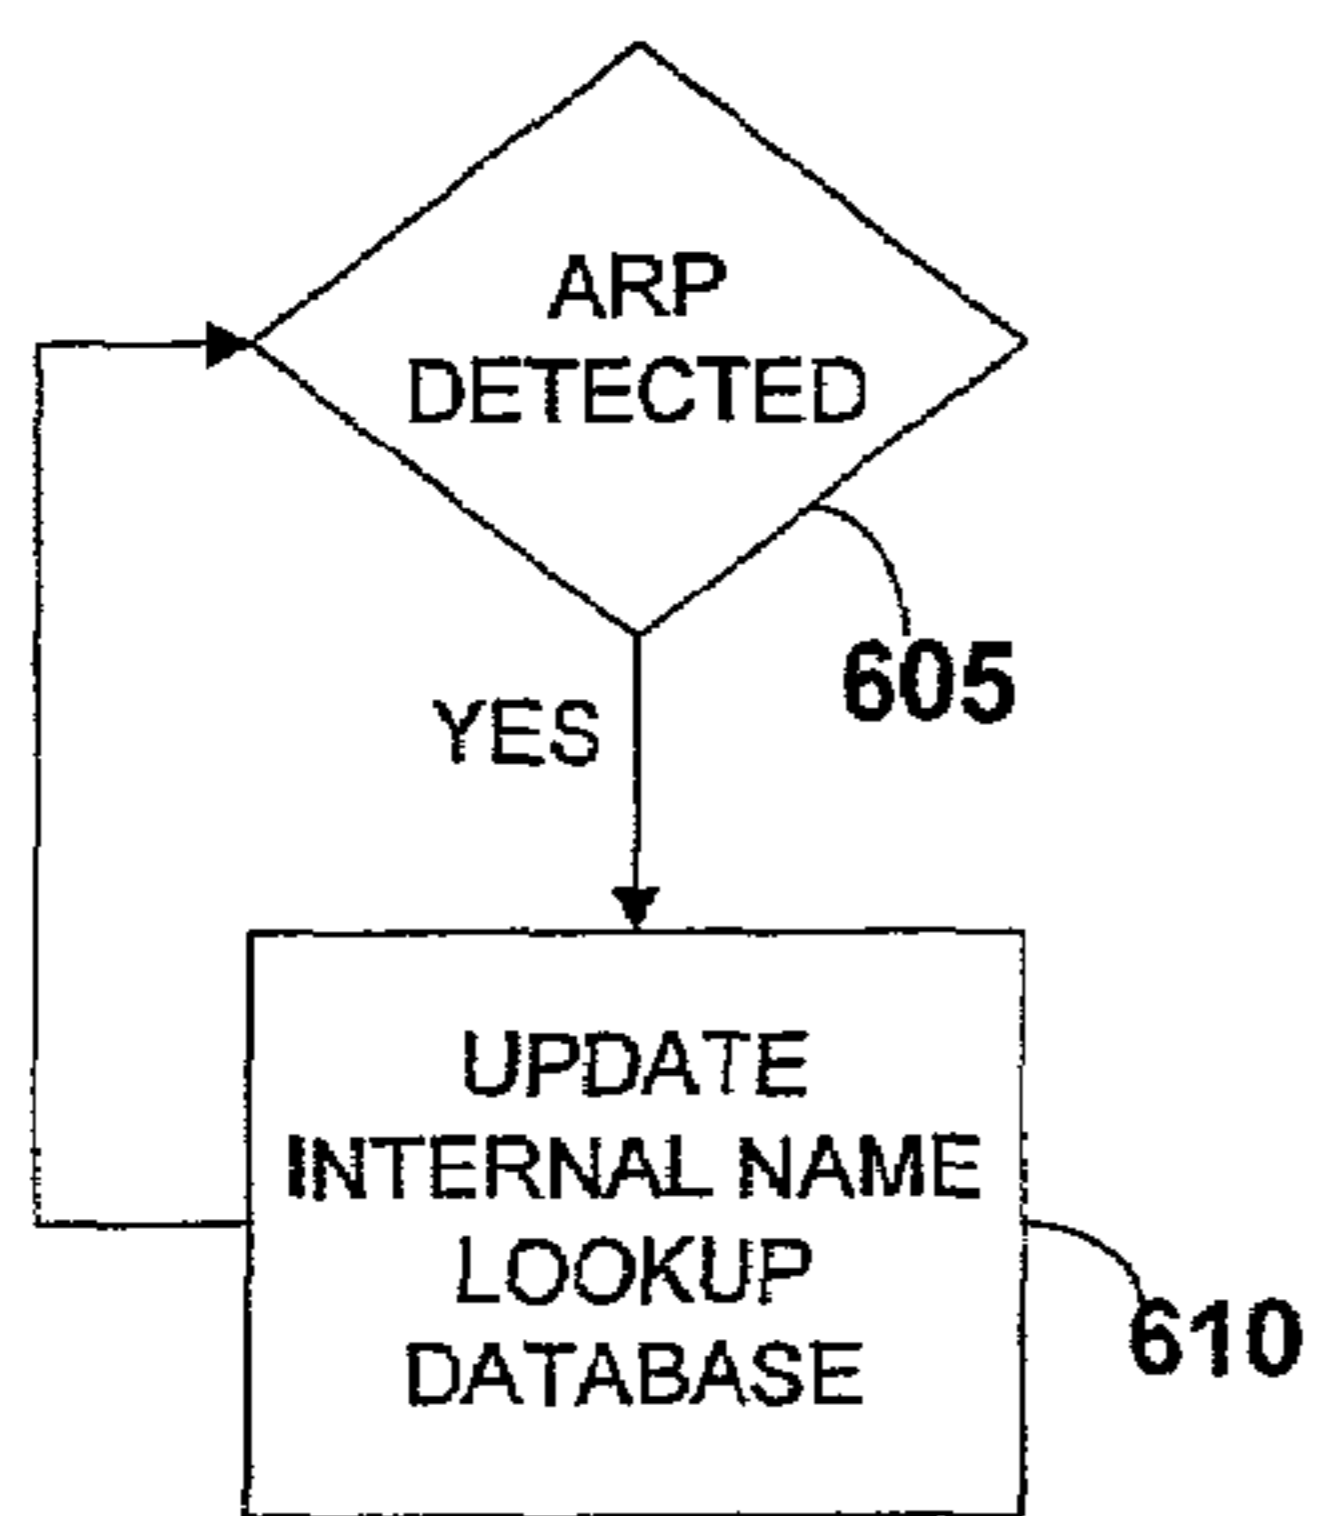 ARP
DETECTED
605
YES
UPDATE
INTERNAL NAME
LOOKUP
DATABASE
610